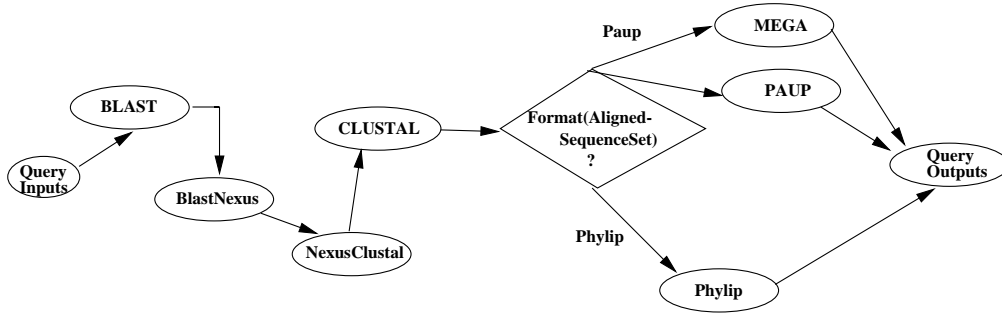 Query
Inputs
BLAST
BlastNexus
NexusClustal
CLUSTAL
Format(Aligned-
SequenceSet)
?
Paup
MEGA
PAUP
Phylip
Phylip
Query
Outputs